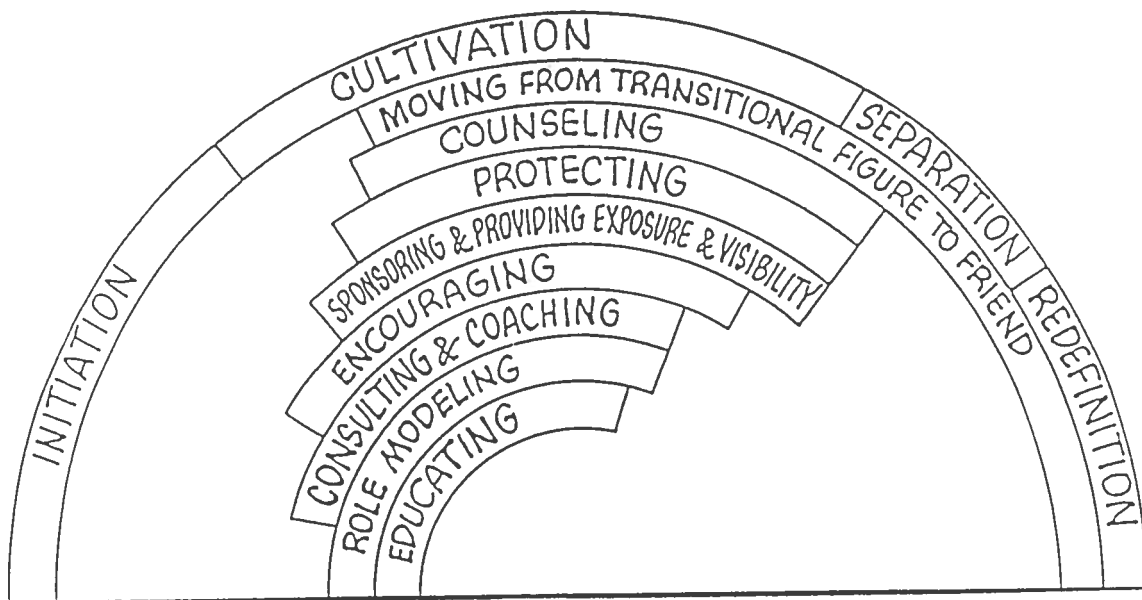 INITIATION
CULTIVATION
SEPARATION
REDEFINITION
MOVING FROM TRANSITIONAL FIGURE TO FRIEND
COUNSELING
PROTECTING
SPONSORING & PROVIDING EXPOSURE & VISIBILITY
ENCOURAGING
CONSULTING & COACHING
ROLE MODELING
EDUCATING